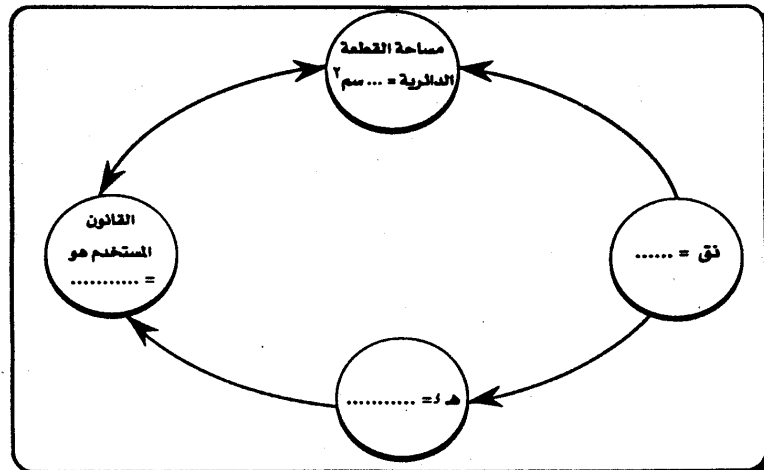 مساحة القطعة
الدائرية = ... سم٢
القانون
المستخدم هو
= ...........
نق = ......
هـ ء = ...........